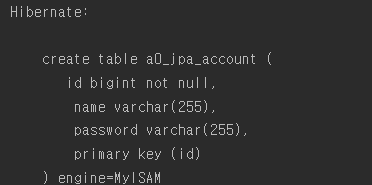 Hibernate:
create table a0_jpa_account (
id bigint not null,
name varchar(255),
password varchar(255),
primary key (id)
) engine=MyISAM